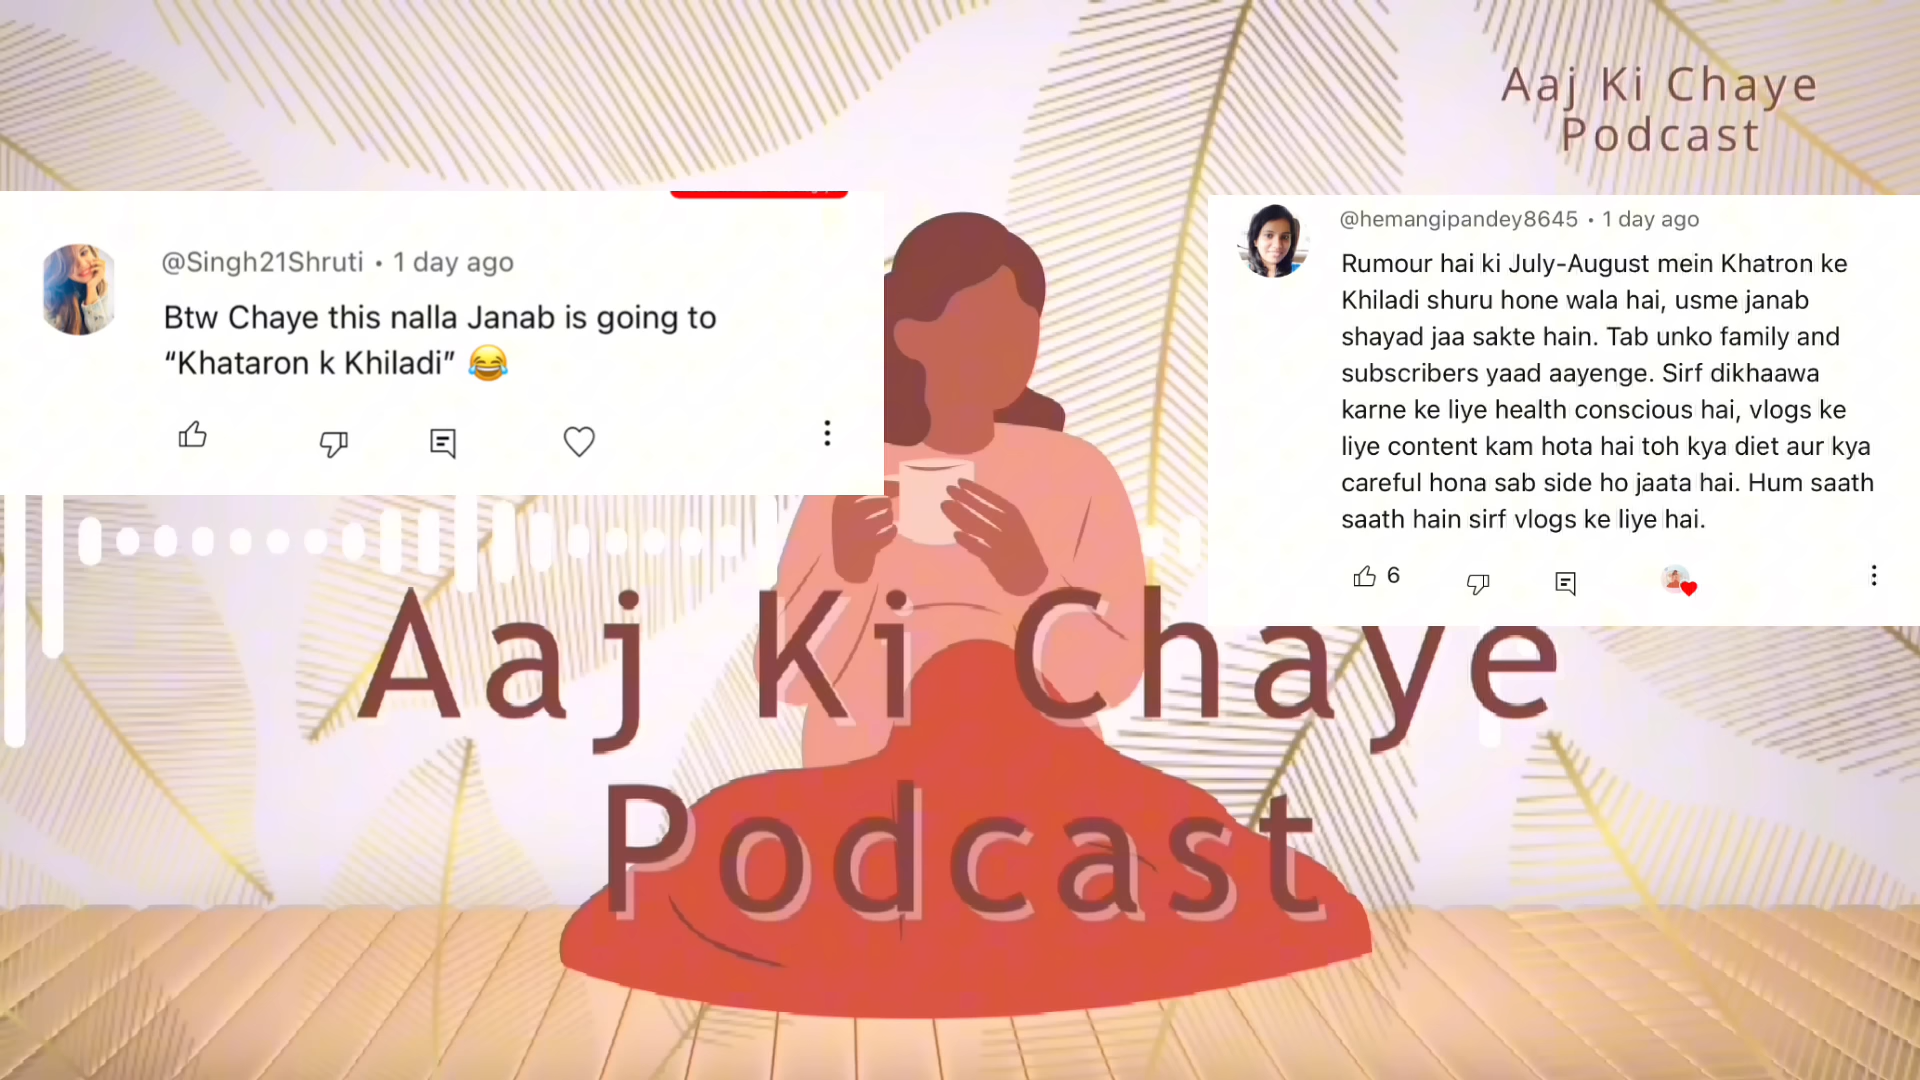 Aaj Ki Chaye
Podcast
@Singh21Shruti • 1 day ago
Btw Chaye this nalla Janab is going to
“Khataron k Khiladi” 😂
@hemangipandey8645 • 1 day ago
Rumour hai ki July-August mein Khatron ke
Khiladi shuru hone wala hai, usme janab
shayad jaa sakte hain. Tab unko family and
subscribers yaad aayenge. Sirf dikhaawa
karne ke liye health conscious hai, vlogs ke
liye content kam hota hai toh kya diet aur kya
careful hona sab side ho jaata hai. Hum saath
saath hain sirf vlogs ke liye hai.
6
Aaj Ki Chaye
Podcast